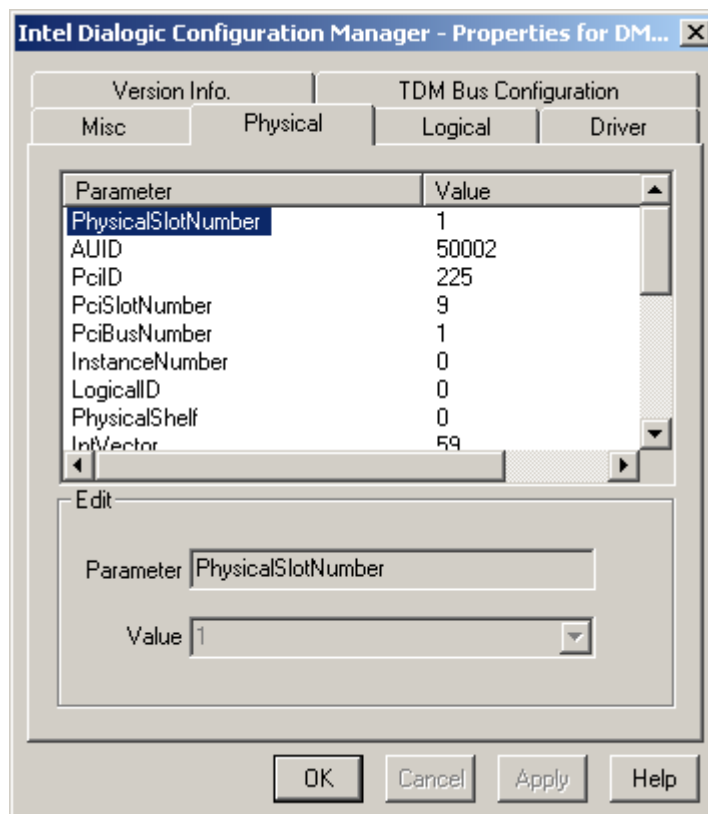 Intel Dialogic Configuration Manager - Properties for DM...
Version Info. TDM Bus Configuration
Misc Physical Logical Driver
Parameter Value
PhysicalSlotNumber 1
AUID 50002
PciID 225
PciSlotNumber 9
PciBusNumber 1
InstanceNumber 0
LogicalID 0
PhysicalShelf 0
IntVector 59
Edit
Parameter PhysicalSlotNumber
Value 1
OK Cancel Apply Help